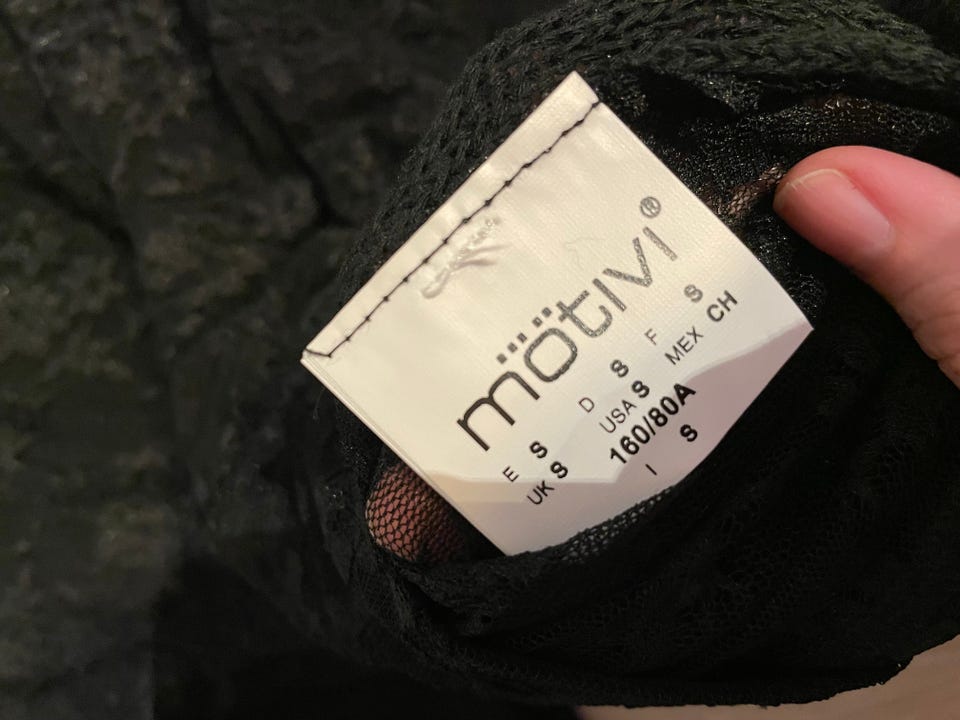 mötivi®
E S D S F S
UK S USA S MEX CH
160/80A
I S